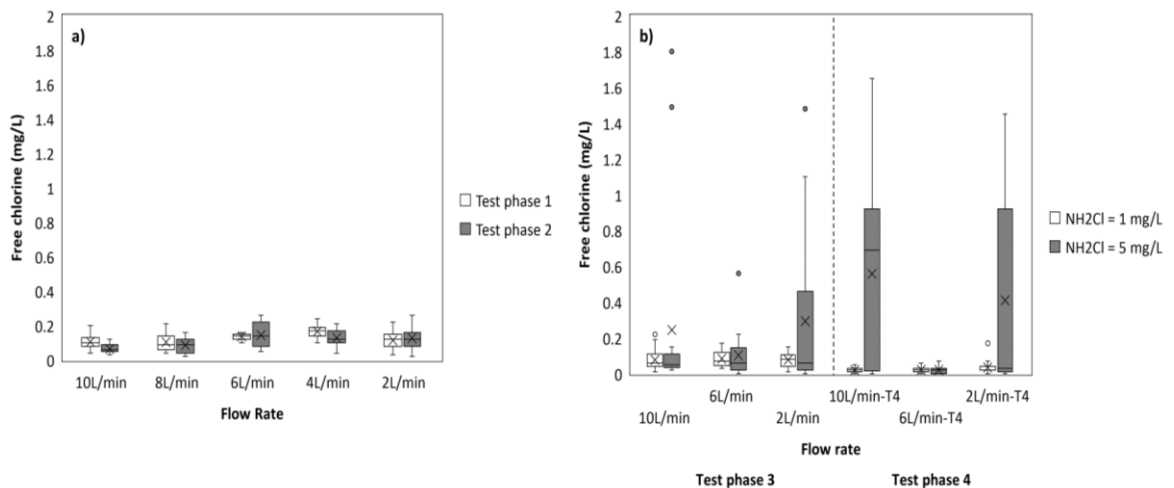 a)
2
1.8
1.6
1.4
1.2
1
0.8
0.6
0.4
0.2
0
Free chlorine (mg/L)
10L/min 8L/min 6L/min 4L/min 2L/min
Flow Rate
Test phase 1
Test phase 2
b)
2
1.8
1.6
1.4
1.2
1
0.8
0.6
0.4
0.2
0
Free chlorine (mg/L)
6L/min 10L/min-T4 2L/min-T4
10L/min 2L/min 6L/min-T4
Flow rate
Test phase 3 Test phase 4
NH2Cl = 1 mg/L
NH2Cl = 5 mg/L